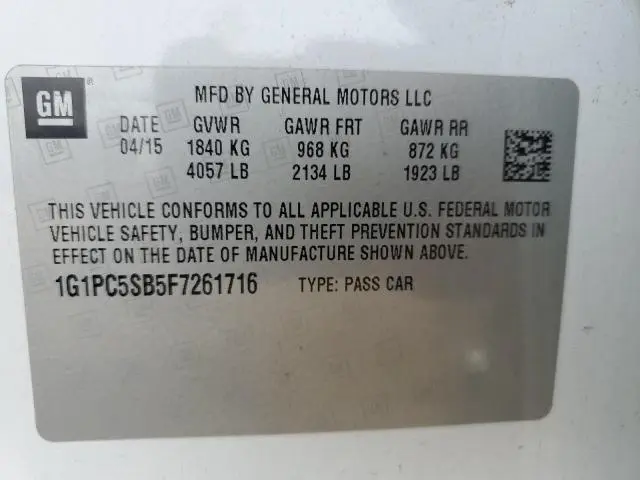 GM®
MFD BY GENERAL MOTORS LLC
DATE GVWR GAWR FRT GAWR RR
04/15 1840 KG 968 KG 872 KG
4057 LB 2134 LB 1923 LB
THIS VEHICLE CONFORMS TO ALL APPLICABLE U.S. FEDERAL MOTOR
VEHICLE SAFETY, BUMPER, AND THEFT PREVENTION STANDARDS IN
EFFECT ON THE DATE OF MANUFACTURE SHOWN ABOVE.
1G1PC5SB5F7261716 TYPE: PASS CAR